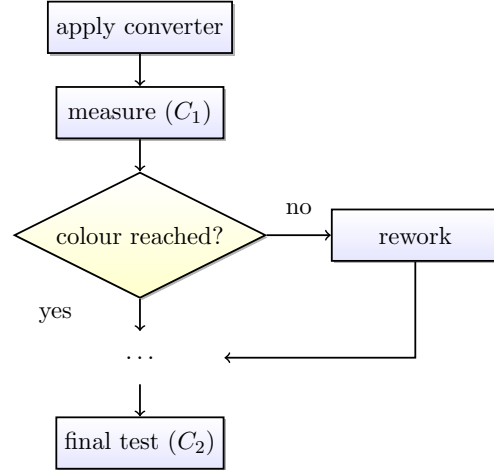 apply converter
measure (C₁)
colour reached?
no
rework
yes
...
final test (C₂)